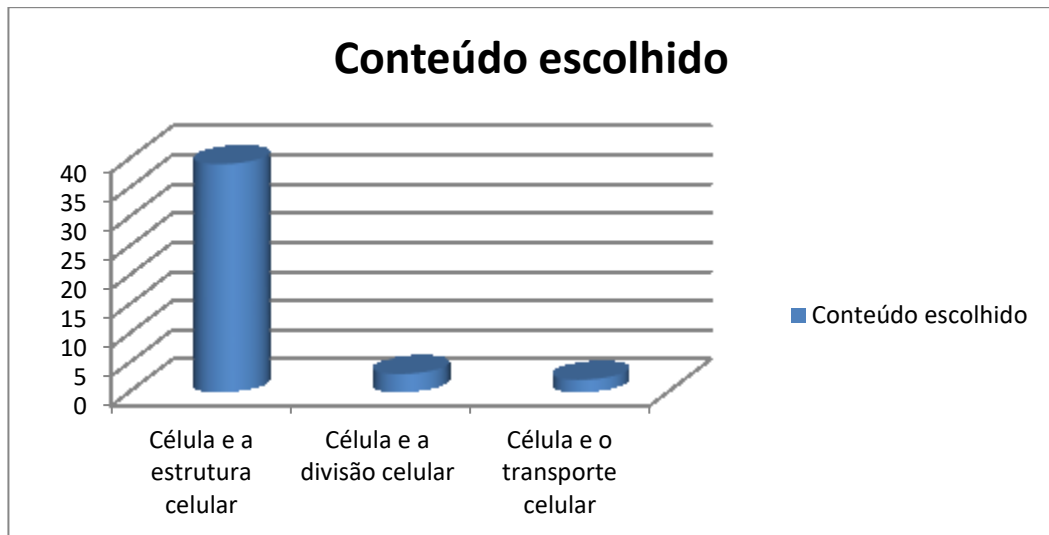 Conteúdo escolhido
40
35
30
25
20
15
10
5
0
Célula e a
estrutura
celular
Célula e a
divisão celular
Célula e o
transporte
celular
Conteúdo escolhido